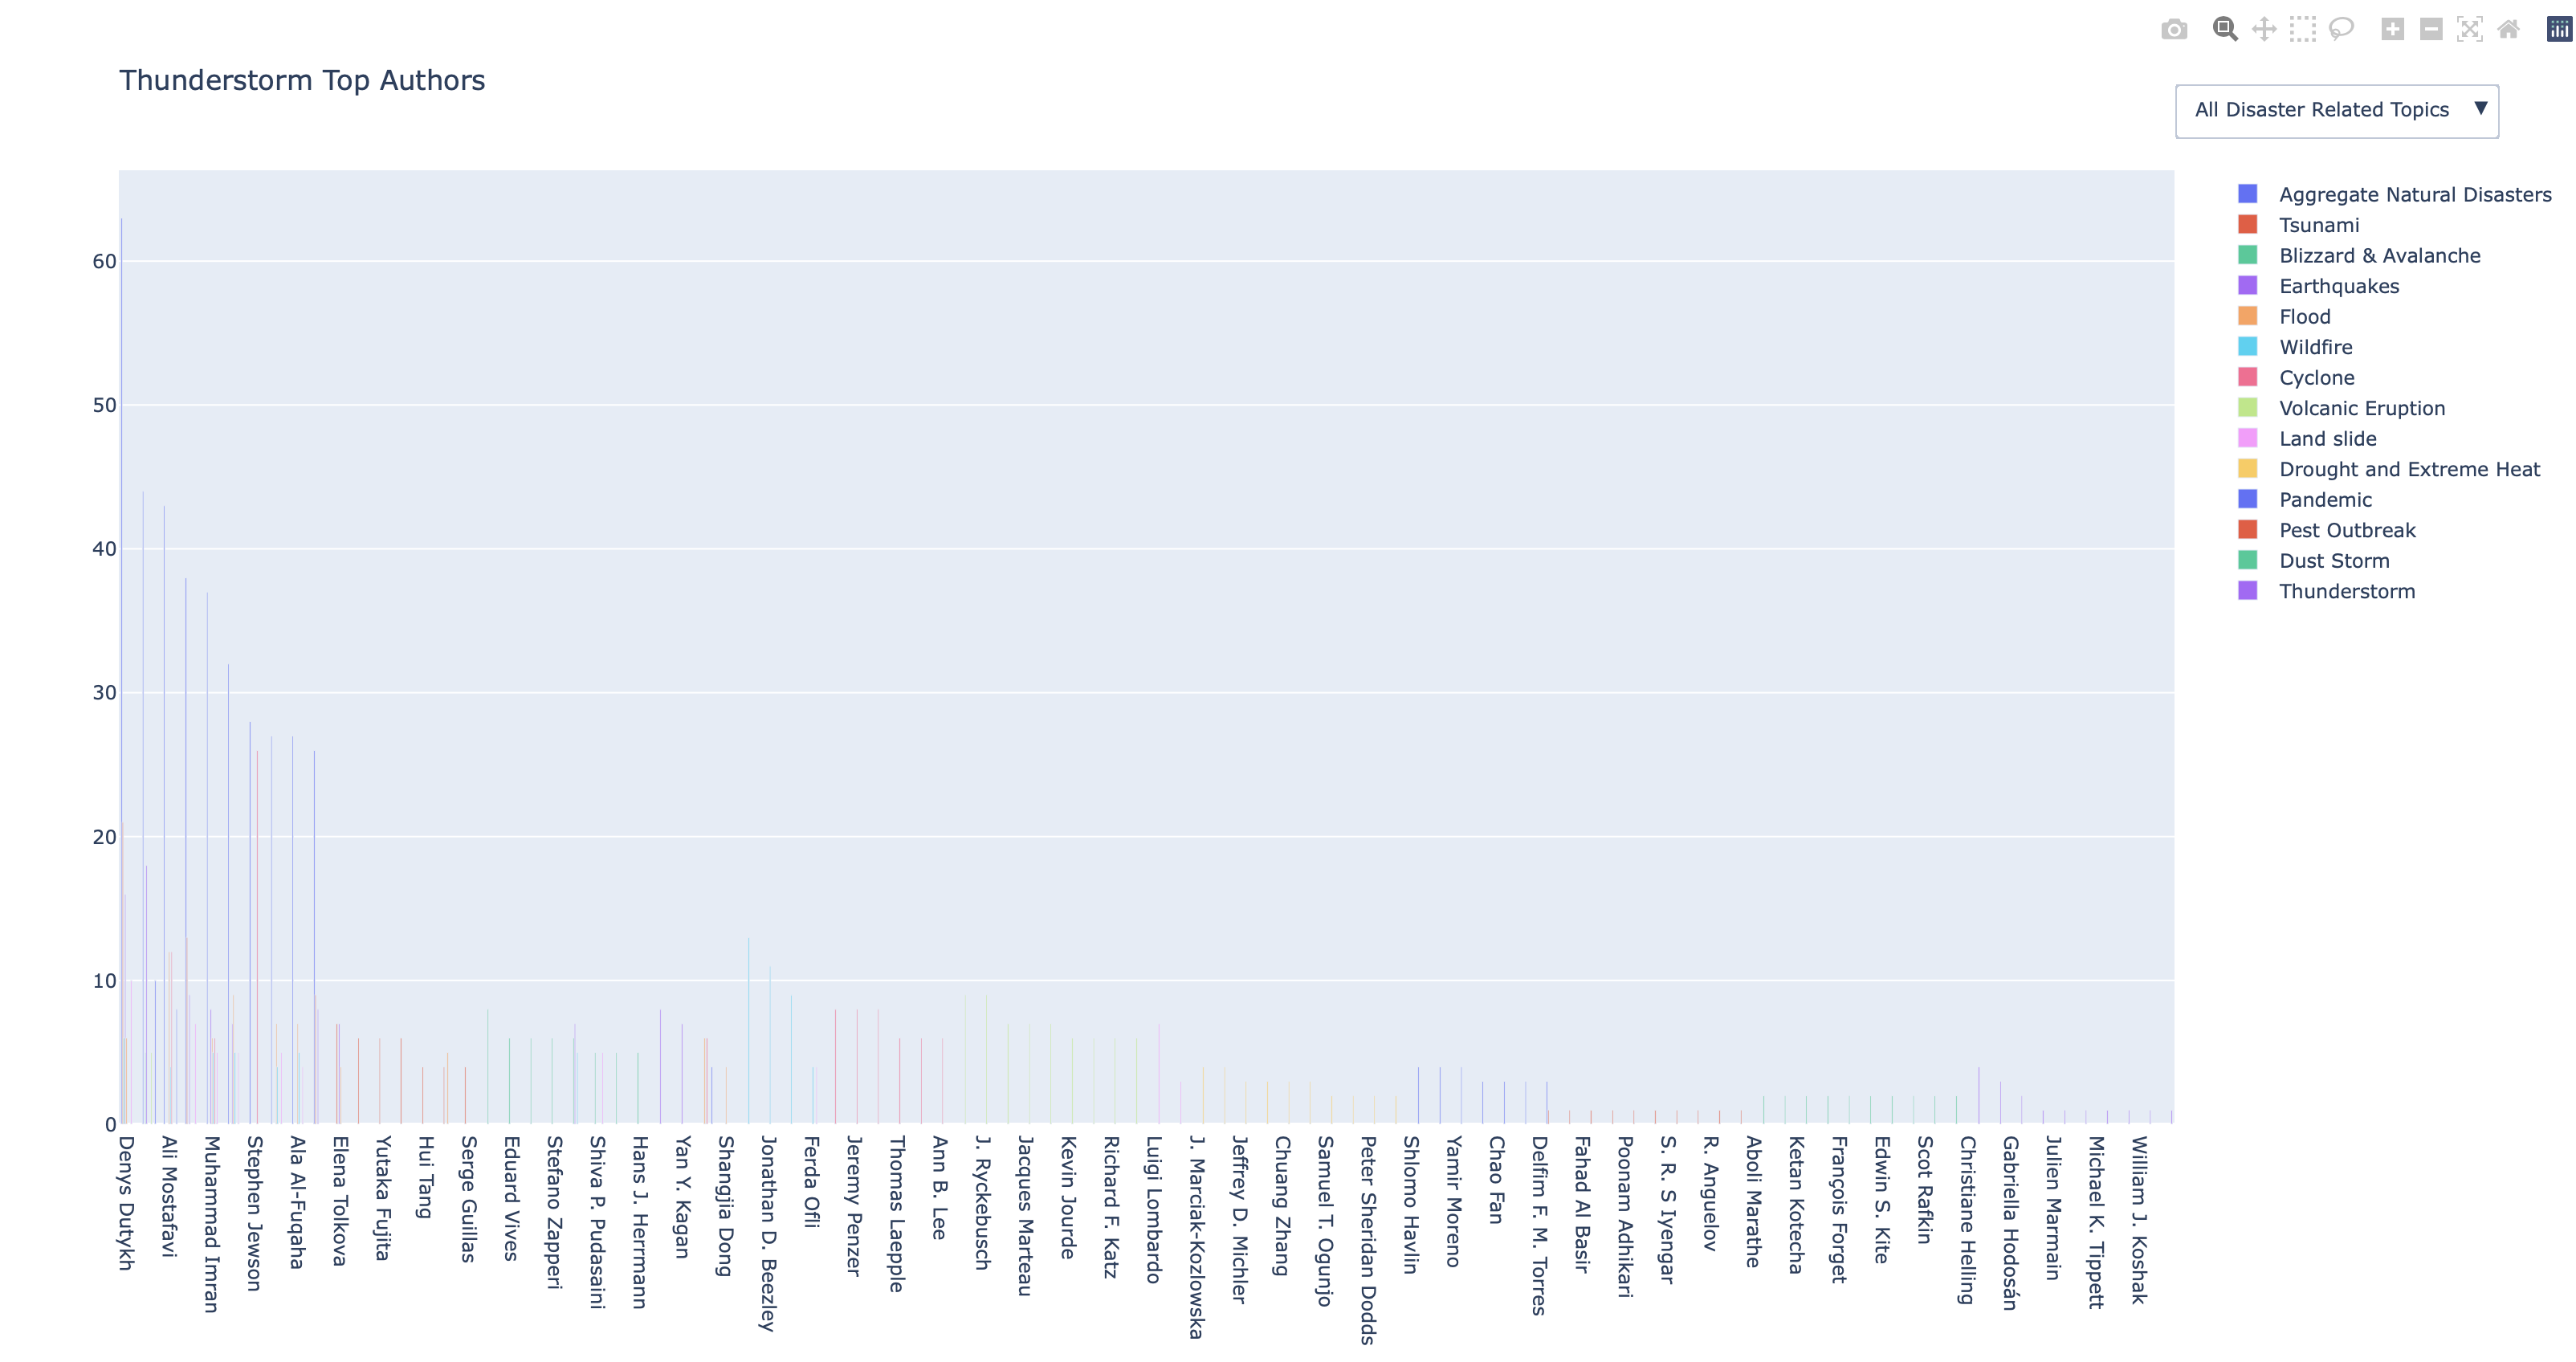 Thunderstorm Top Authors
All Disaster Related Topics ▼
Aggregate Natural Disasters
Tsunami
Blizzard & Avalanche
Earthquakes
Flood
Wildfire
Cyclone
Volcanic Eruption
Land slide
Drought and Extreme Heat
Pandemic
Pest Outbreak
Dust Storm
Thunderstorm
60
50
40
30
20
10
0
Denys Dutykh
Ali Mostafavi
Muhammad Imran
Stephen Jewson
Ala Al-Fuqaha
Elena Tolkova
Yutaka Fujita
Hui Tang
Serge Guillas
Eduard Vives
Stefano Zapperi
Shiva P. Pudasaini
Hans J. Herrmann
Yan Y. Kagan
Shangjia Dong
Jonathan D. Beezley
Ferda Ofli
Jeremy Penzer
Thomas Laepple
Ann B. Lee
J. Ryckebusch
Jacques Marteau
Kevin Jourde
Richard F. Katz
Luigi Lombardo
J. Marciak-Kozlowska
Jeffrey D. Michler
Chuang Zhang
Samuel T. Ogunjo
Peter Sheridan Dodds
Shlomo Havlin
Yamir Moreno
Chao Fan
Delfim F. M. Torres
Fahad Al Basir
Poonam Adhikari
S. R. S Iyengar
R. Anguelov
Aboli Marathe
Ketan Kotecha
François Forget
Edwin S. Kite
Scot Rafkin
Christiane Helling
Gabriella Hodosán
Julien Marmain
Michael K. Tippett
William J. Koshak